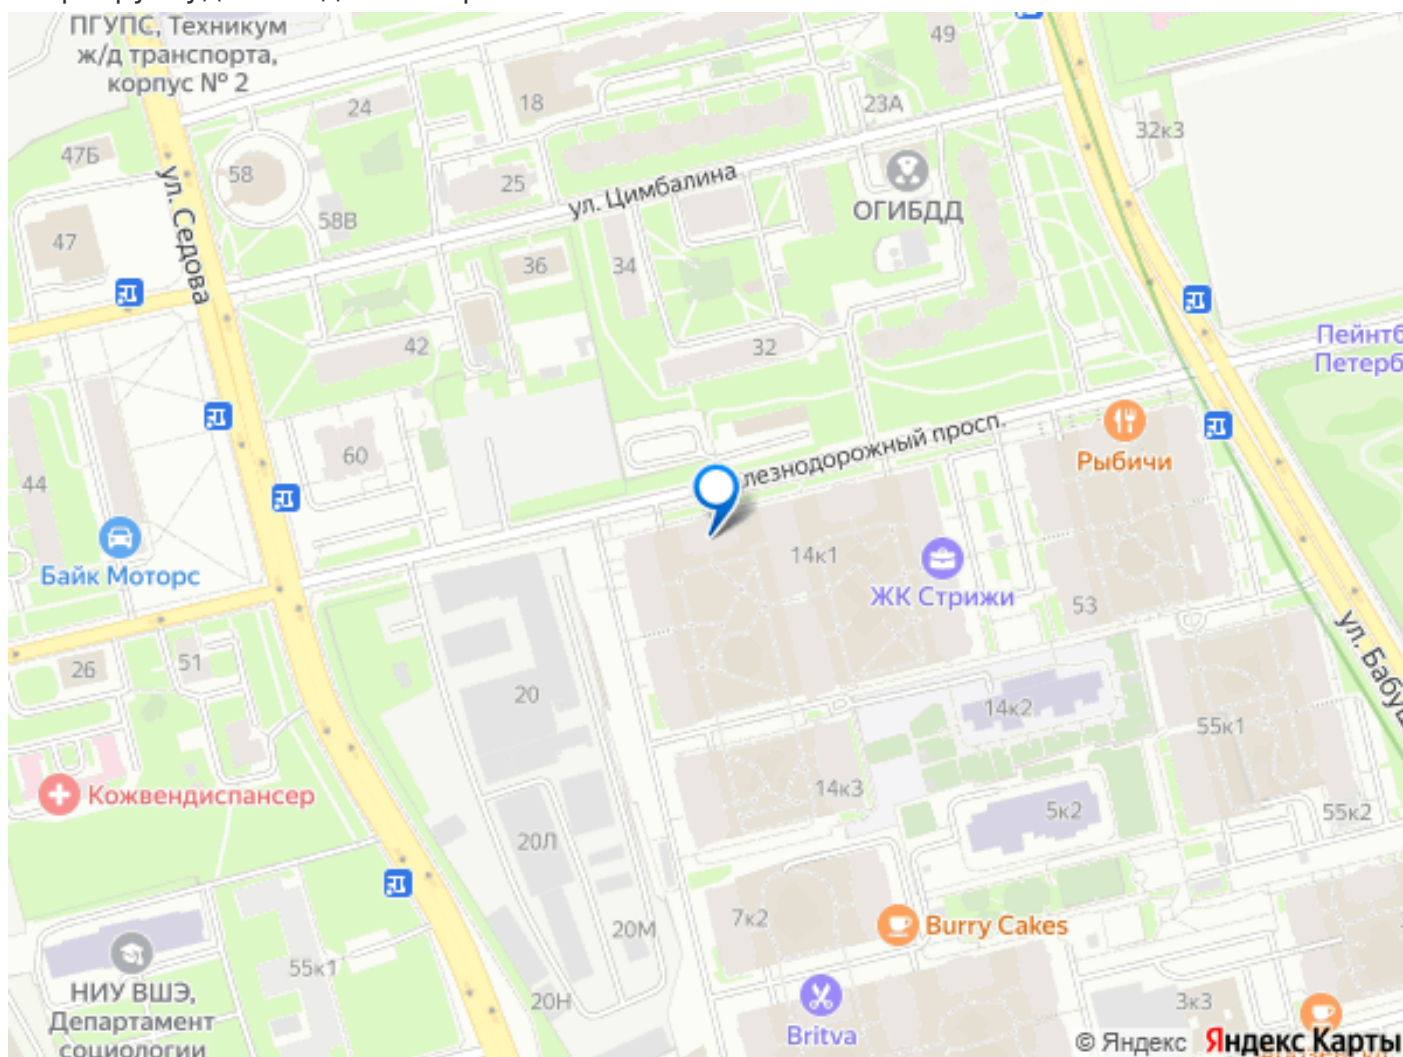 ПГУПС, Техникум
ж/д транспорта,
корпус № 2
49
24
18
23А
32к3
47Б
58
ул. Седова
25
ул. Цимбалина
ОГИБДД
58В
47
36
34
42
32
Пейнтб
Петерб
60
лезнодорожный просп.
Рыбичи
44
Байк Моторс
14к1
ЖК Стрижи
53
ул. Бабуш
26
51
20
14к2
55к1
Кожвендиспансер
14к3
5к2
55к2
20Л
7к2
Burry Cakes
20М
55к1
НИУ ВШЭ,
Департамент
социологии
20Н
Britva
3к3
© Яндекс Яндекс Карты